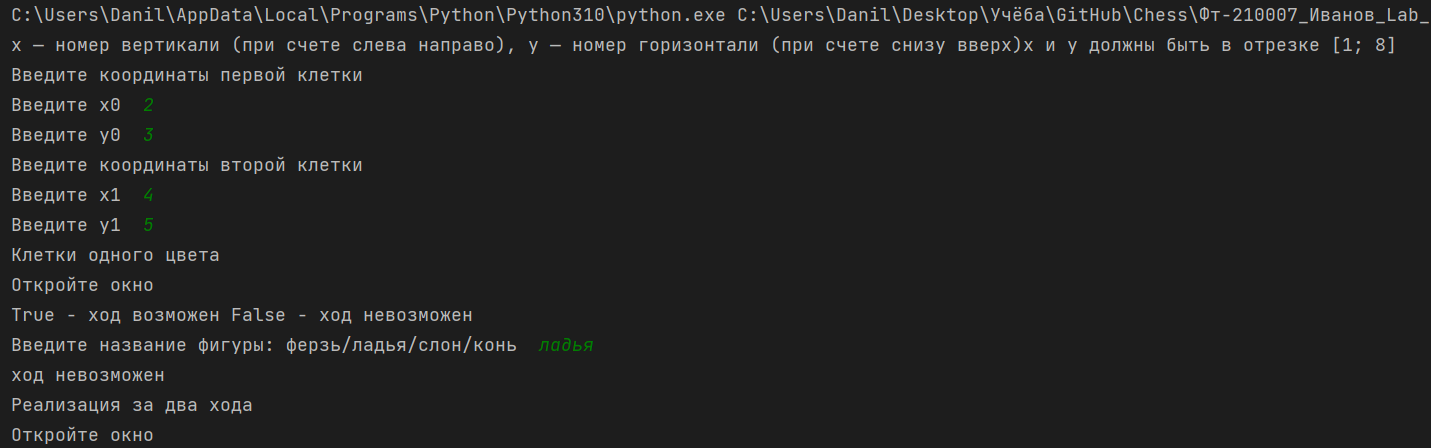 C:\Users\Danil\AppData\Local\Programs\Python\Python310\python.exe C:\Users\Danil\Desktop\Учёба\GitHub\Chess\Фт-210007_Иванов_Lab_
x — номер вертикали (при счете слева направо), y — номер горизонтали (при счете снизу вверх)x и y должны быть в отрезке [1; 8]
Введите координаты первой клетки
Введите x0  2
Введите y0  3
Введите координаты второй клетки
Введите x1  4
Введите y1  5
Клетки одного цвета
Откройте окно
True - ход возможен False - ход невозможен
Введите название фигуры: ферзь/ладья/слон/конь  ладья
ход невозможен
Реализация за два хода
Откройте окно